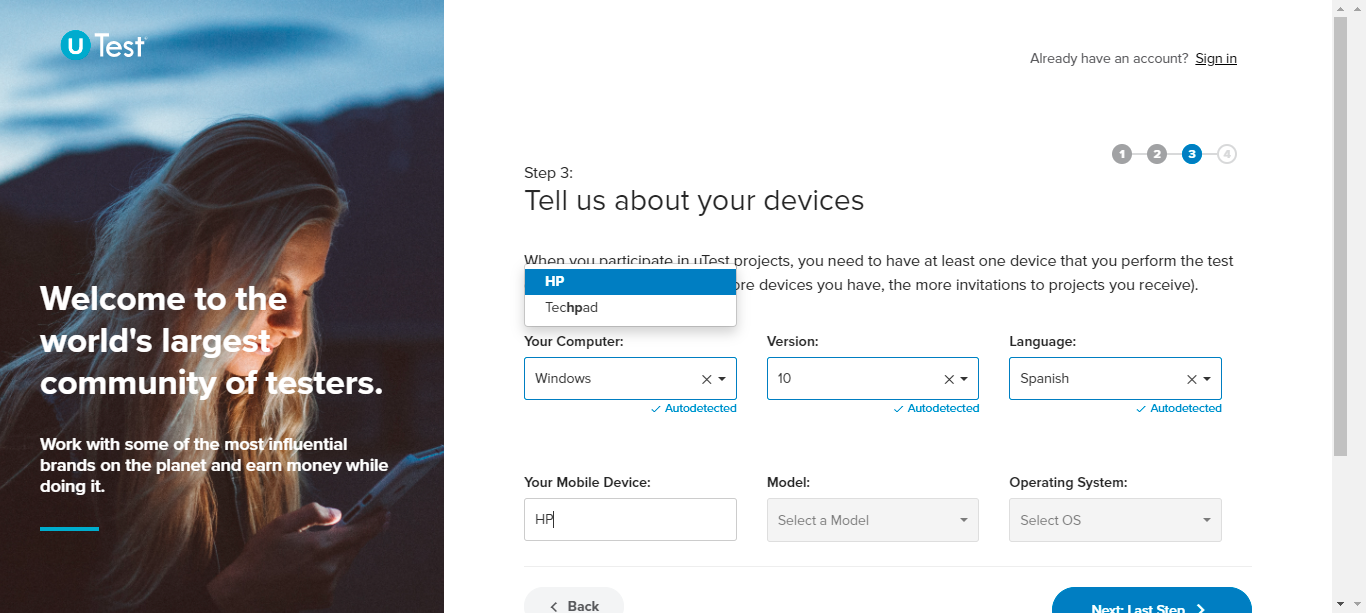 U Test
Already have an account? Sign in
1 2 3 4
Step 3:
Tell us about your devices
When you participate in uTest projects, you need to have at least one device that you perform the test
ore devices you have, the more invitations to projects you receive).
HP
Techpad
Welcome to the
world's largest
community of testers.
Work with some of the most influential
brands on the planet and earn money while
doing it.
Your Computer: Version: Language:
Windows 10 Spanish
Autodetected Autodetected Autodetected
Your Mobile Device: Model: Operating System:
HP Select a Model Select OS
Back Next: Last Step